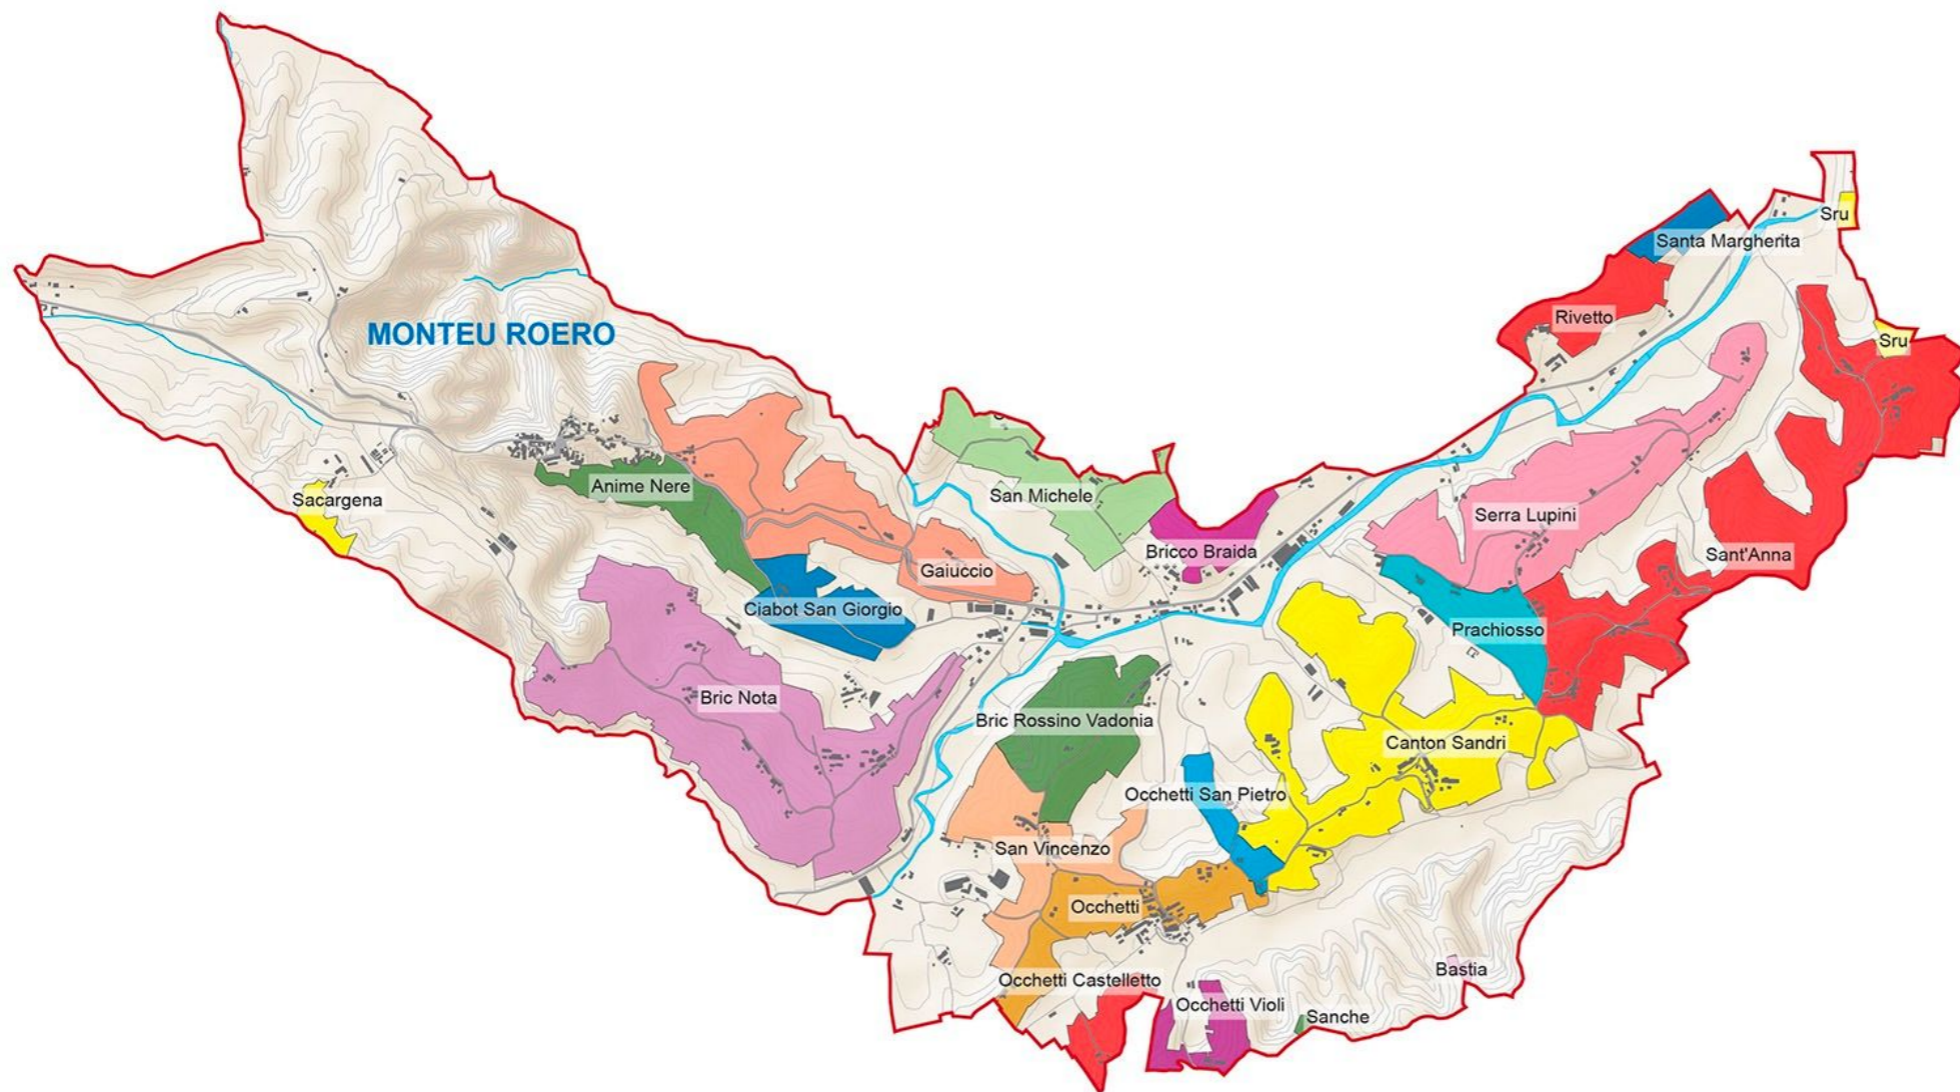 Sru
Santa Margherita
Rivetto
MONTEU ROERO
Sru
Anime Nere
San Michele
Sacargena
Serra Lupini
Bricco Braida
Sant'Anna
Gaiuccio
Ciabot San Giorgio
Prachiosso
Bric Nota
Bric Rossino Vadonia
Canton Sandri
Occhetti San Pietro
San Vincenzo
Occhetti
Bastia
Occhetti Castelletto
Occhetti Violi
Sanche